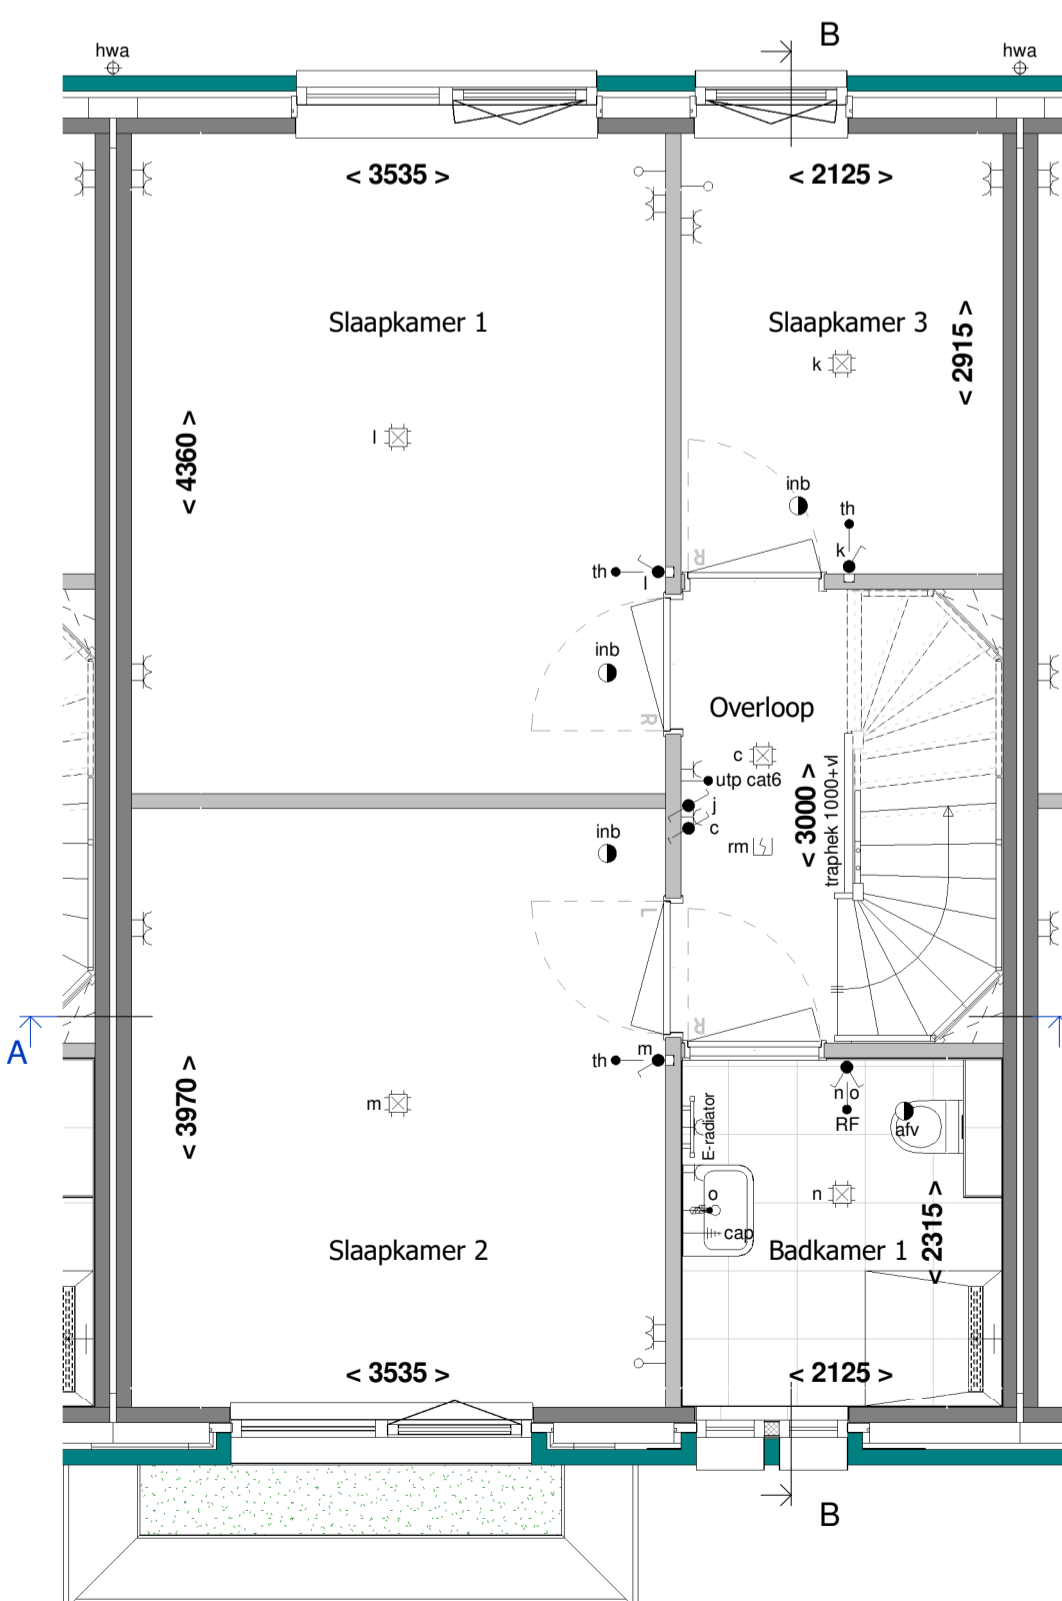 B
hwa
hwa
< 3535 >
< 2125 >
Slaapkamer 1
Slaapkamer 3
< 2915 >
k
l
< 4360 >
inb
th
k
R
th
l
inb
R
Overloop
c
utp cat6
j
c
< 3000 >
traphek 1000+vl
rm
inb
L
R
A
th
m
n o
RF
afv
E-radiator
< 3970 >
m
o
n
cap
< 2315 >
Slaapkamer 2
Badkamer 1
< 3535 >
< 2125 >
B